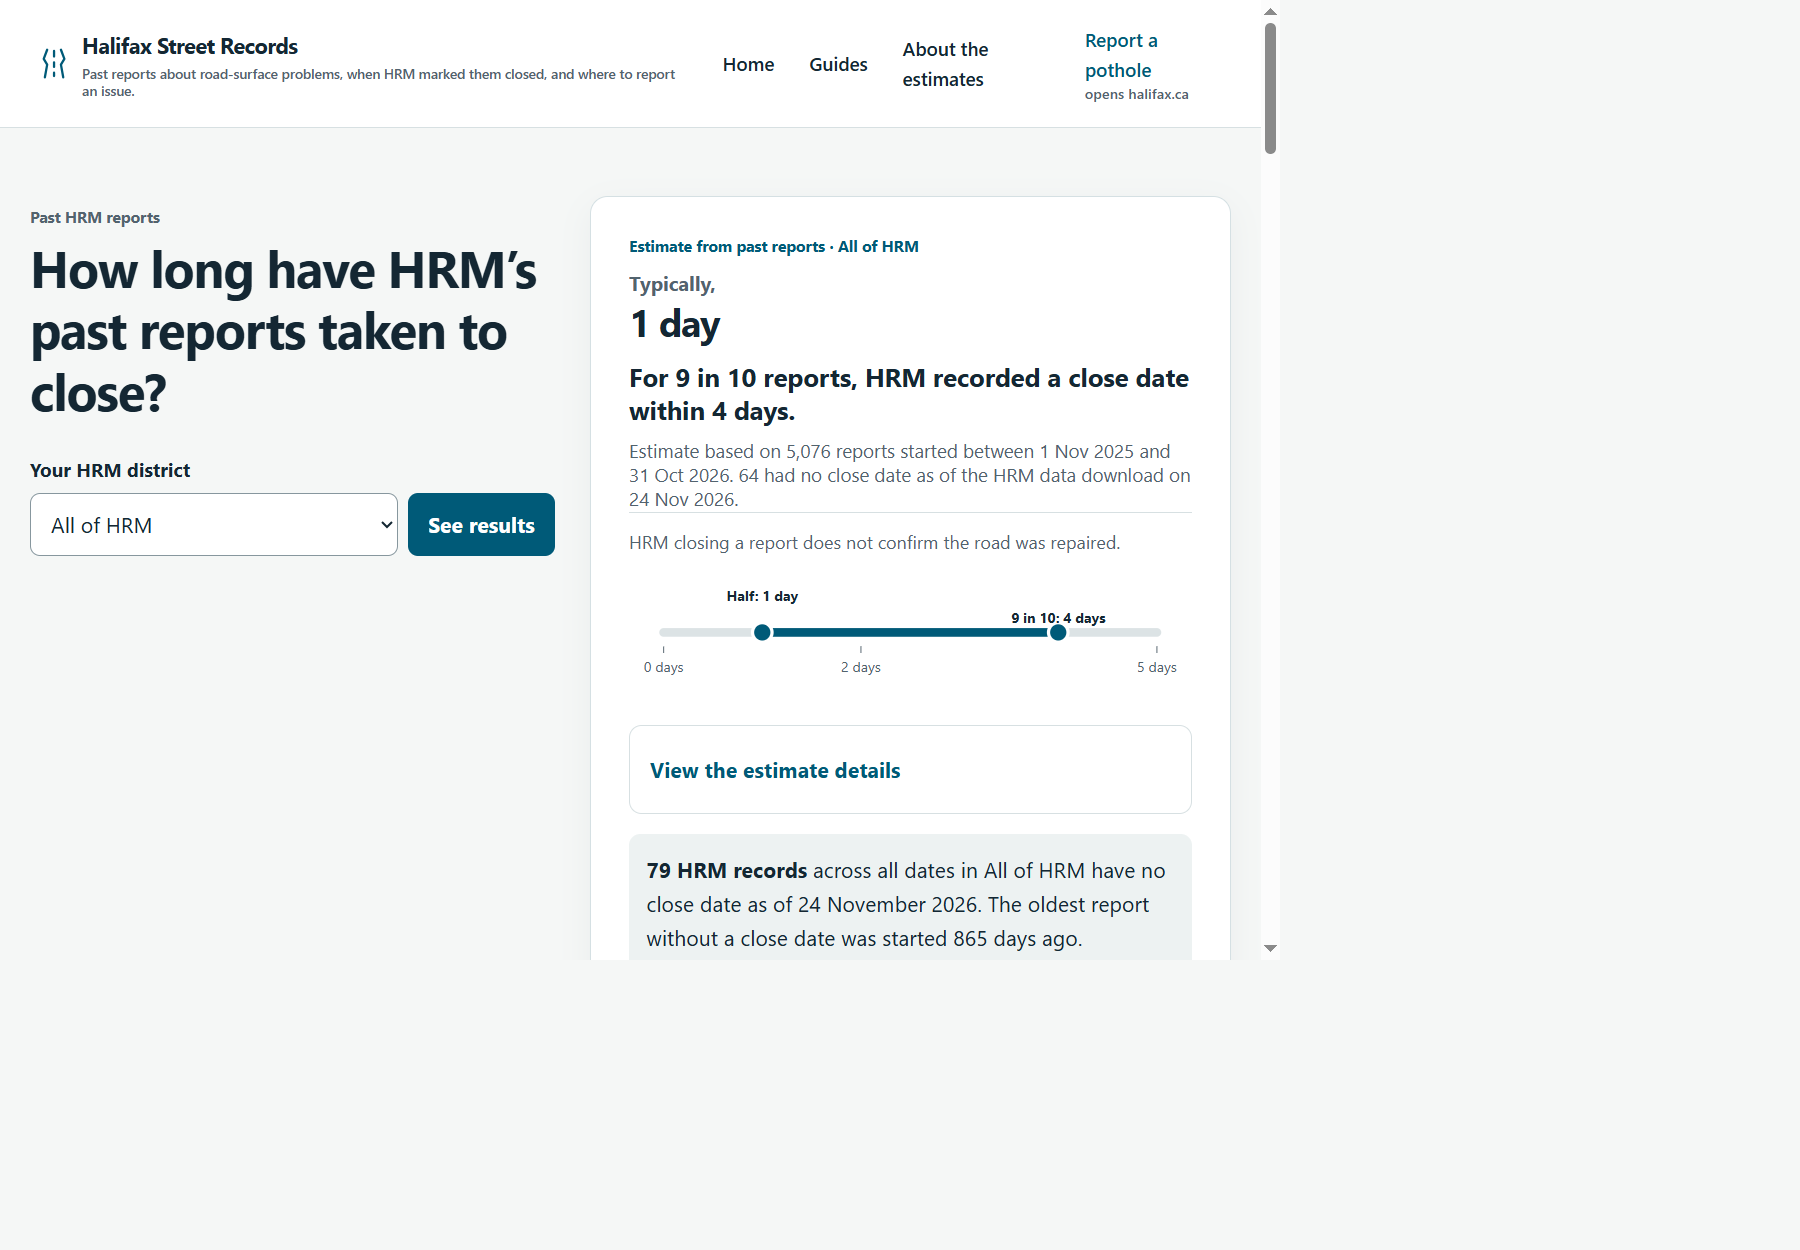 Halifax Street Records
Past reports about road-surface problems, when HRM marked them closed, and where to report
an issue.
Home
Guides
About the
estimates
Report a
pothole
opens halifax.ca
Past HRM reports
How long have HRM’s
past reports taken to
close?
Your HRM district
All of HRM
See results
Estimate from past reports · All of HRM
Typically,
1 day
For 9 in 10 reports, HRM recorded a close date
within 4 days.
Estimate based on 5,076 reports started between 1 Nov 2025 and
31 Oct 2026. 64 had no close date as of the HRM data download on
24 Nov 2026.
HRM closing a report does not confirm the road was repaired.
Half: 1 day
9 in 10: 4 days
0 days
2 days
5 days
View the estimate details
79 HRM records across all dates in All of HRM have no
close date as of 24 November 2026. The oldest report
without a close date was started 865 days ago.